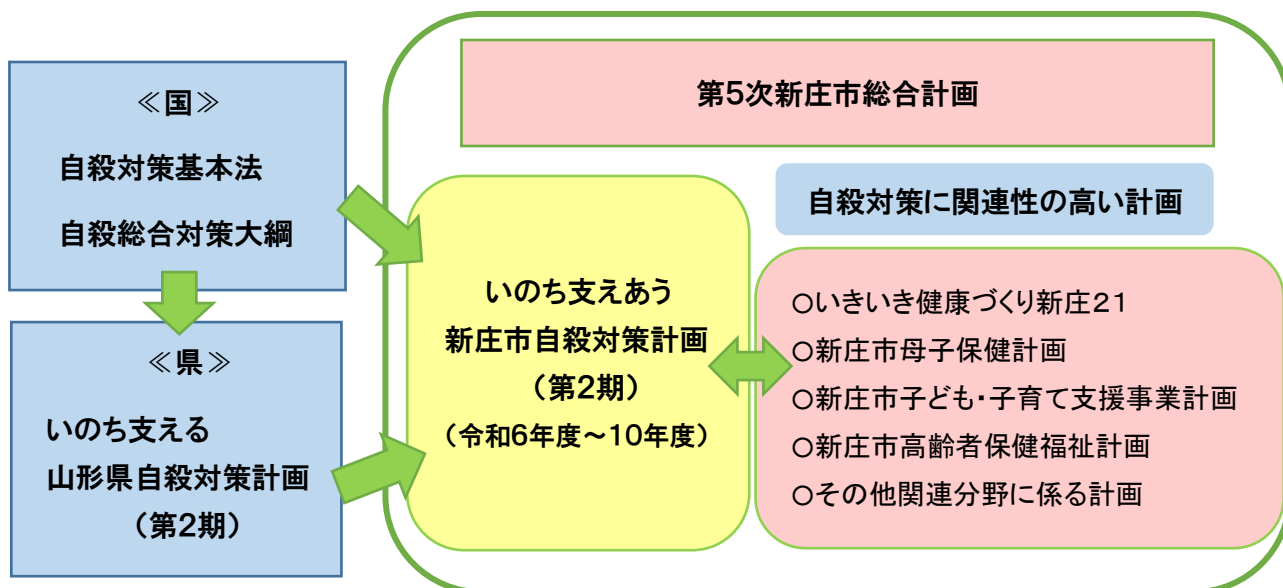 ≪国≫
自殺対策基本法
自殺総合対策大綱
≪県≫
いのち支える
山形県自殺対策計画
（第2期）
第5次新庄市総合計画
いのち支えあう
新庄市自殺対策計画
（第2期）
（令和6年度～10年度）
自殺対策に関連性の高い計画
○いきいき健康づくり新庄21
○新庄市母子保健計画
○新庄市子ども・子育て支援事業計画
○新庄市高齢者保健福祉計画
○その他関連分野に係る計画